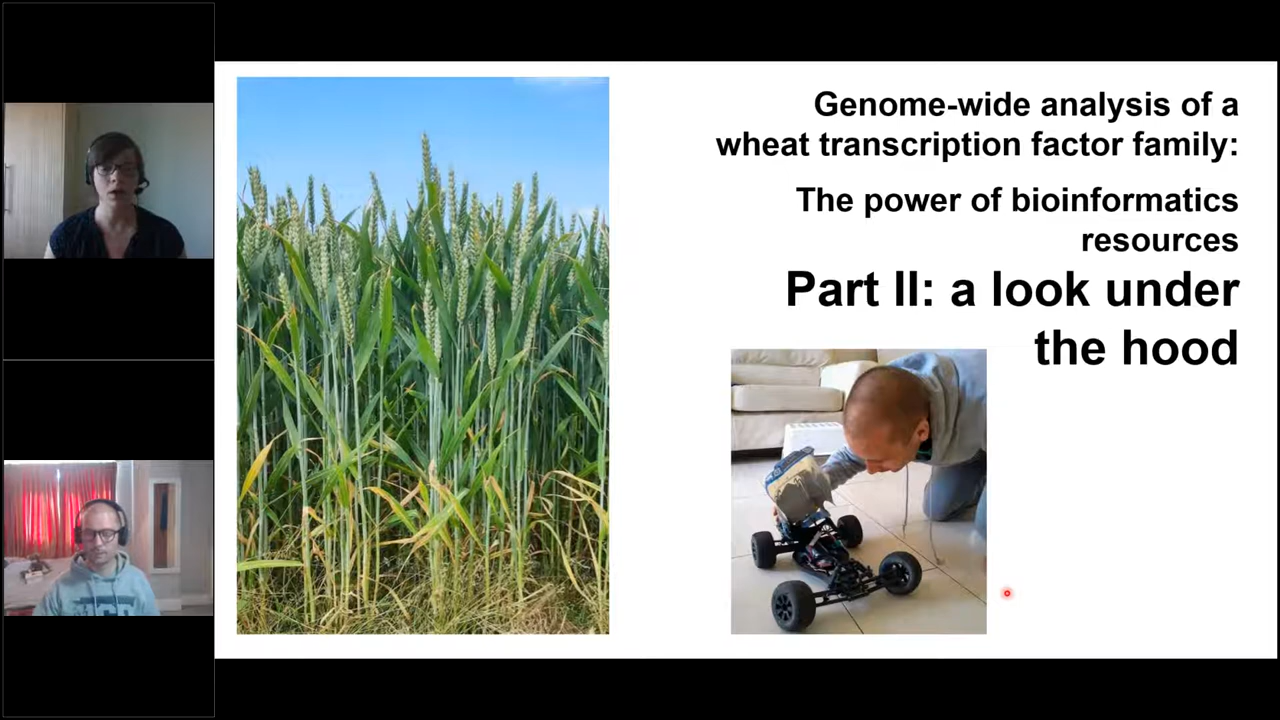 Genome-wide analysis of a
wheat transcription factor family:
The power of bioinformatics
resources
Part II: a look under
the hood